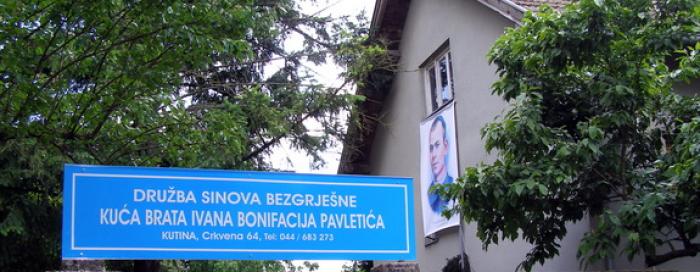 DRUŽBA SINOVA BEZGRJEŠNE
KUĆA BRATA IVANA BONIFACIJA PAVLETIĆA
KUTINA, Crkvena 64, Tel: 044 / 683 273